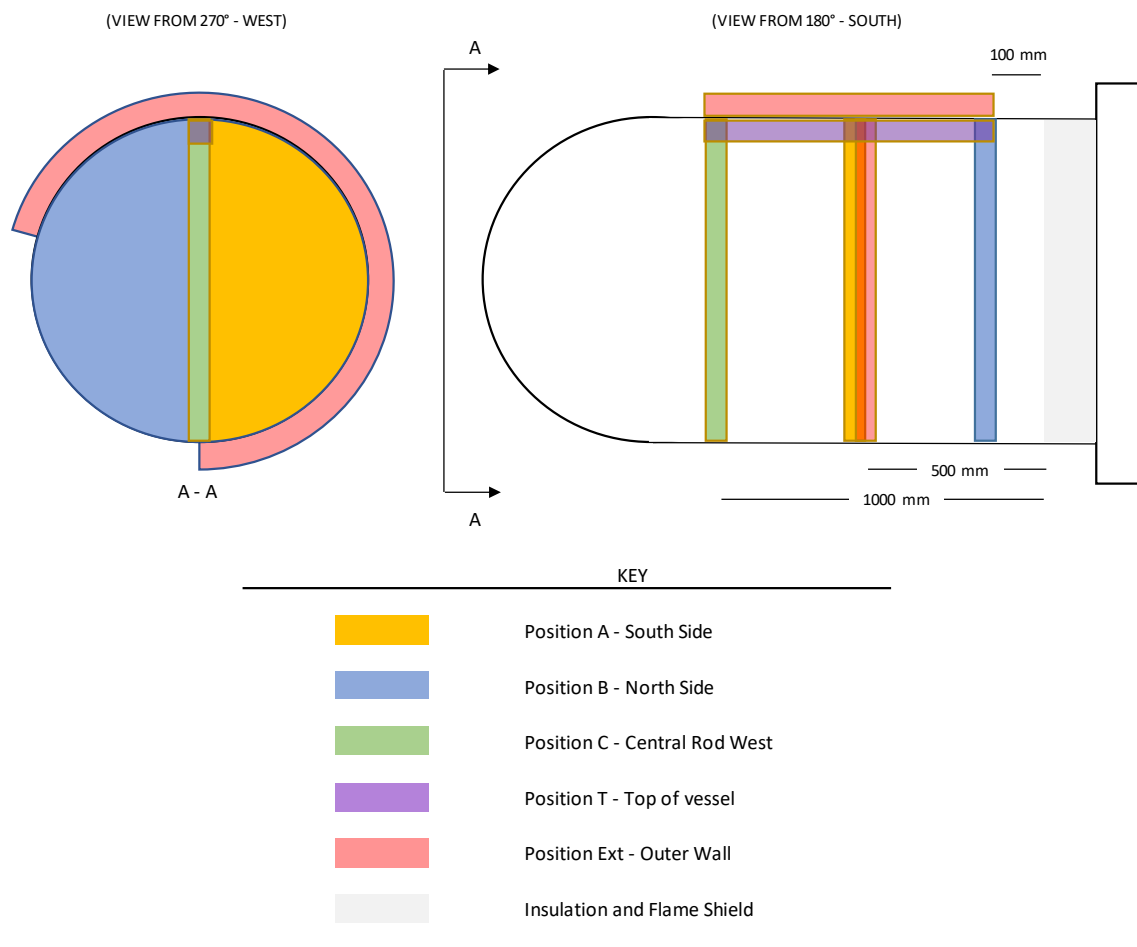 (VIEW FROM 270° - WEST)
(VIEW FROM 180° - SOUTH)
A
100 mm
A - A
500 mm
1000 mm
A
KEY
Position A - South Side
Position B - North Side
Position C - Central Rod West
Position T - Top of vessel
Position Ext - Outer Wall
Insulation and Flame Shield